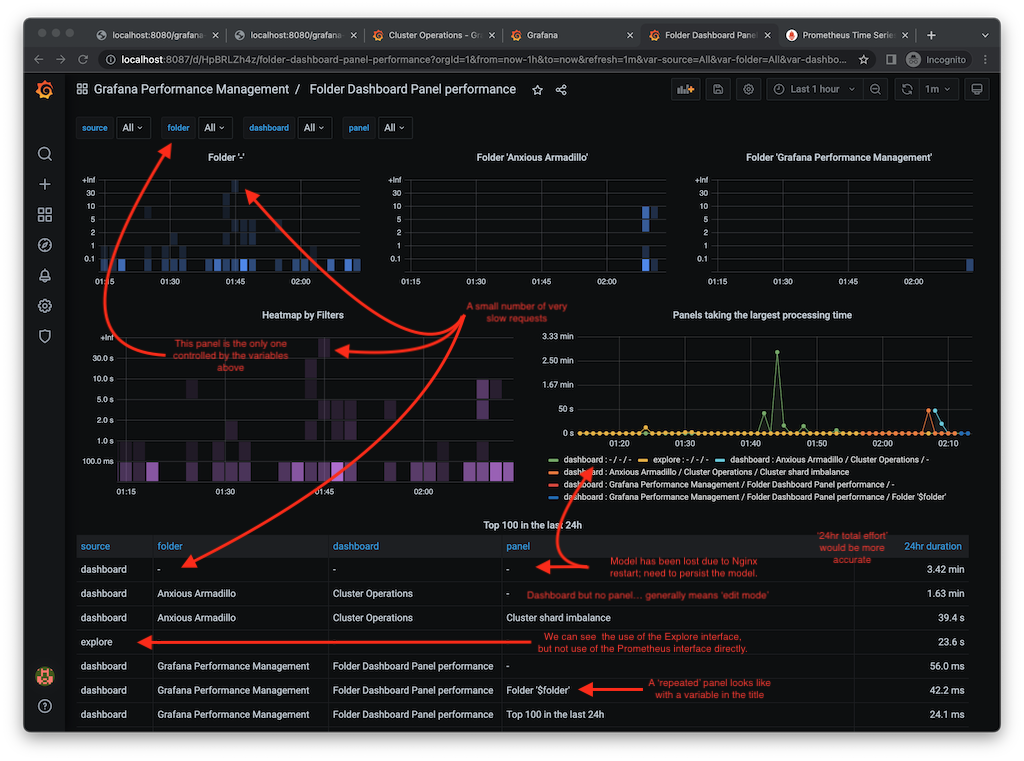 localhost:8080/grafana
localhost:8080/grafana
Cluster Operations - Gr
Grafana
Folder Dashboard Pane
Prometheus Time Serie
localhost:8087/d/HpBRLZh4z/folder-dashboard-panel-performance?orgId=1&from=now-1h&to=now&refresh=1m&var-source=All&var-folder=All&var-dashbo...
Incognito
Grafana Performance Management / Folder Dashboard Panel performance
Last 1 hour
1m
source All folder All dashboard All panel All
Folder '-'
+Inf
30
10
5
2
1
0.1
01:15 01:30 01:45 02:00
Folder 'Anxious Armadillo'
+Inf
30
10
5
2
1
0.1
01:15 01:30 01:45 02:00
Folder 'Grafana Performance Management'
+Inf
30
10
5
2
1
0.1
01:15 01:30 01:45 02:00
A small number of very
slow requests
This panel is the only one
controlled by the variables
above
Heatmap by Filters
+Inf
30.0 s
10.0 s
5.0 s
2.0 s
1.0 s
100.0 ms
01:15 01:30 01:45 02:00
Panels taking the largest processing time
3.33 min
2.50 min
1.67 min
50 s
0 s
01:20 01:30 01:40 01:50 02:00 02:10
dashboard : - / - / - explore : - / - / - dashboard : Anxious Armadillo / Cluster Operations / -
dashboard : Anxious Armadillo / Cluster Operations / Cluster shard imbalance
dashboard : Grafana Performance Management / Folder Dashboard Panel performance / -
dashboard : Grafana Performance Management / Folder Dashboard Panel performance / Folder '$folder'
Top 100 in the last 24h
source folder dashboard panel 24hr duration
'24hr total effort'
would be more
accurate
dashboard - - - 3.42 min
Model has been lost due to Nginx
restart; need to persist the model.
dashboard Anxious Armadillo Cluster Operations - 1.63 min
Dashboard but no panel... generally means 'edit mode'
dashboard Anxious Armadillo Cluster Operations Cluster shard imbalance 39.4 s
explore 23.6 s
We can see the use of the Explore interface,
but not use of the Prometheus interface directly.
dashboard Grafana Performance Management Folder Dashboard Panel performance - 56.0 ms
dashboard Grafana Performance Management Folder Dashboard Panel performance Folder '$folder' 42.2 ms
A 'repeated' panel looks like
with a variable in the title
dashboard Grafana Performance Management Folder Dashboard Panel performance Top 100 in the last 24h 24.1 ms